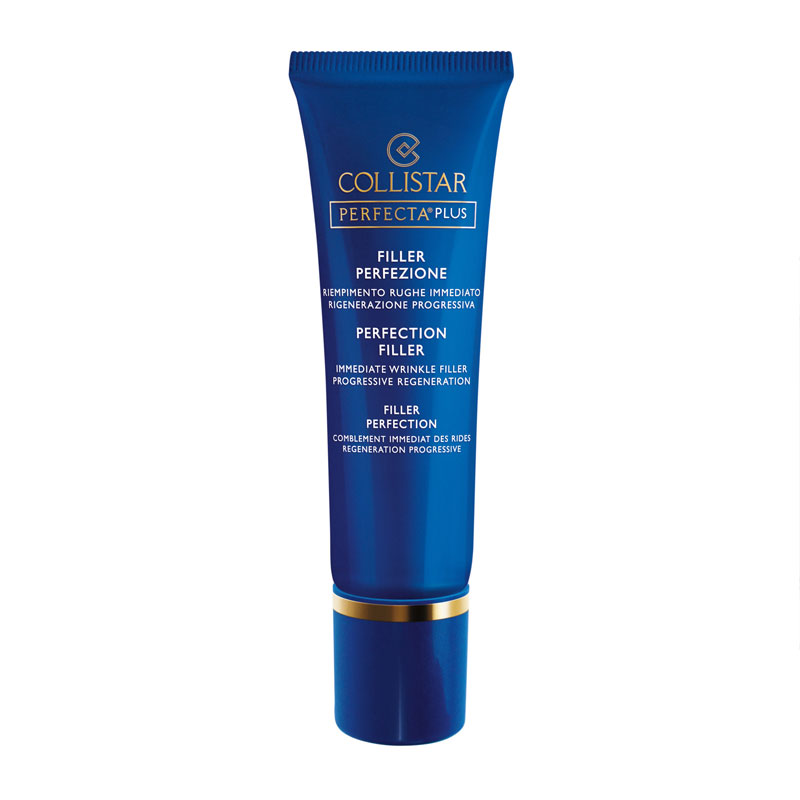 COLLISTAR
PERFECTA® PLUS
FILLER
PERFEZIONE
RIEMPIMENTO RUGHE IMMEDIATO
RIGENERAZIONE PROGRESSIVA
PERFECTION
FILLER
IMMEDIATE WRINKLE FILLER
PROGRESSIVE REGENERATION
FILLER
PERFECTION
COMBLEMENT IMMEDIAT DES RIDES
REGENERATION PROGRESSIVE